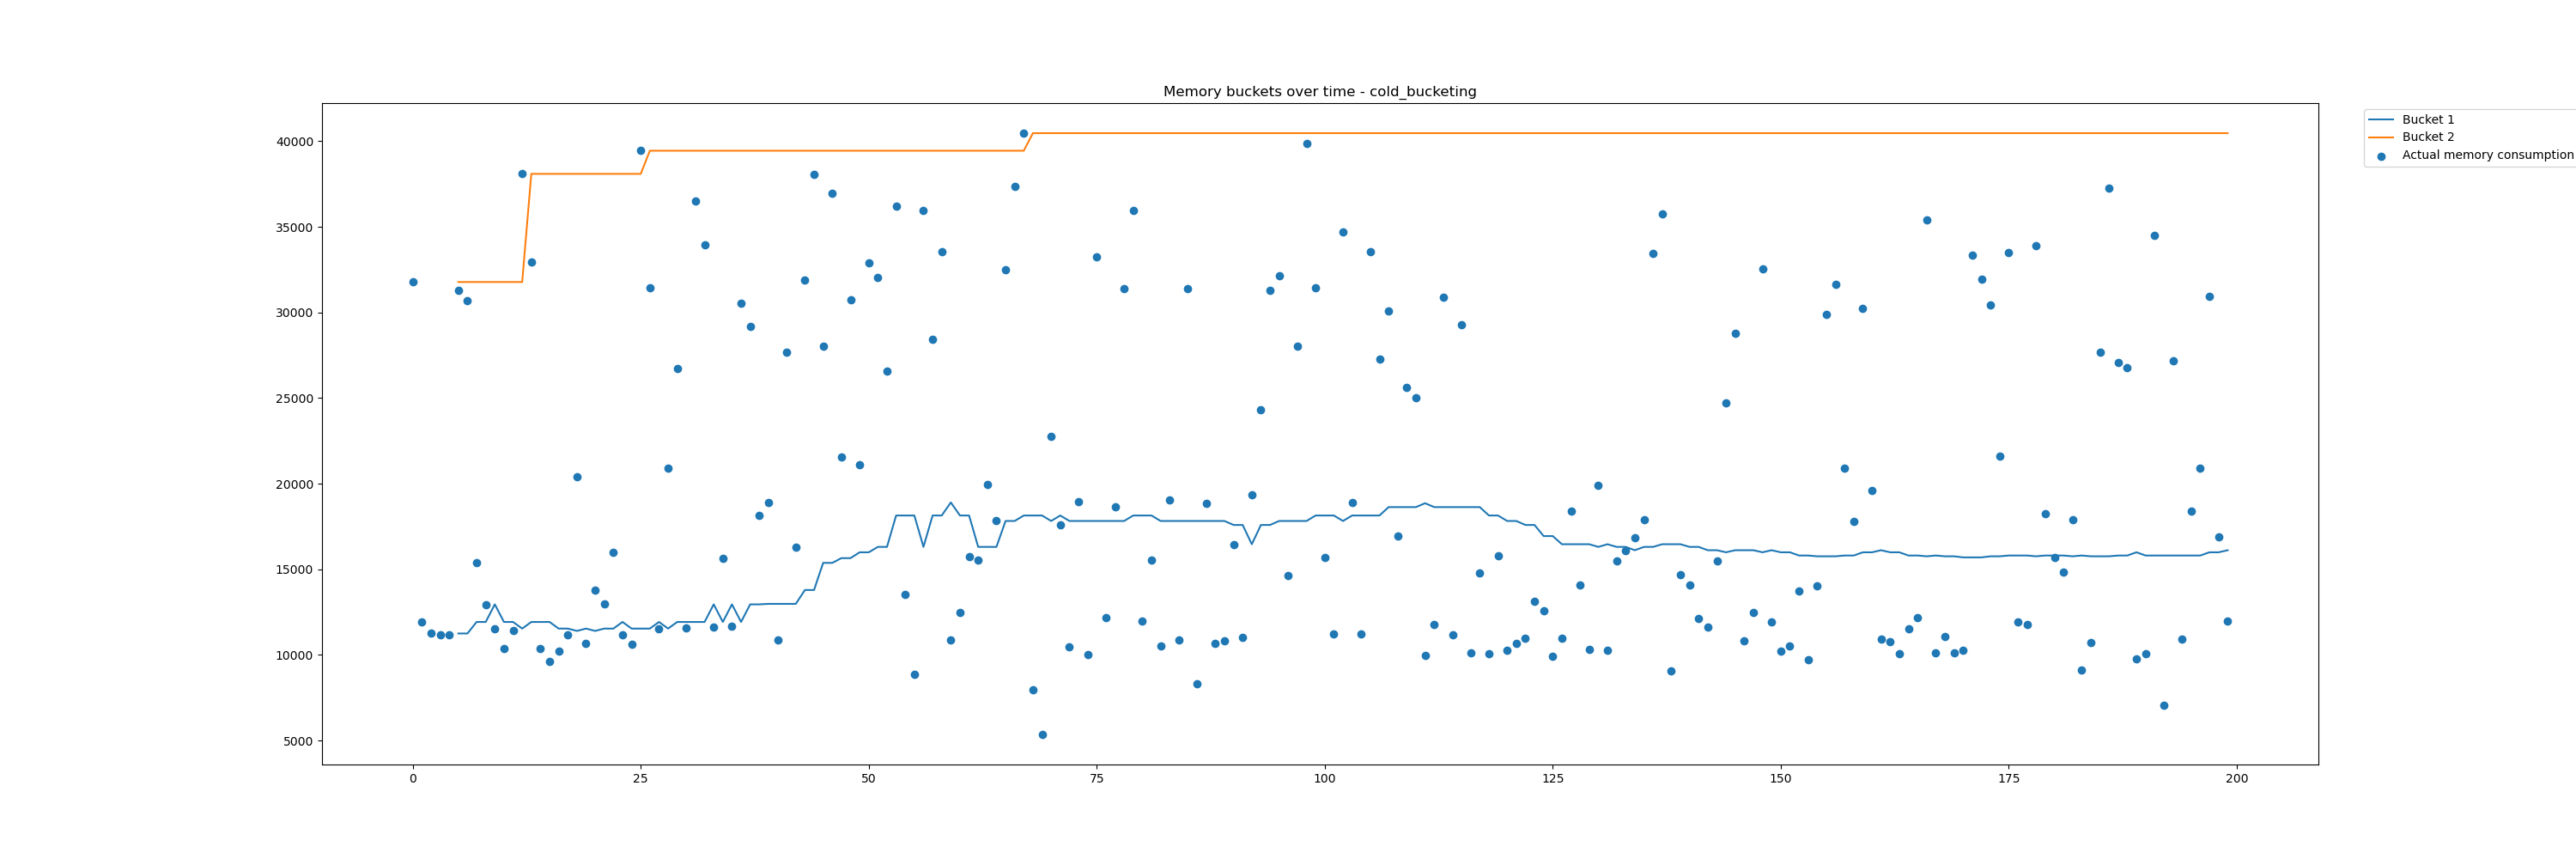 Memory buckets over time - cold_bucketing
Bucket 1
Bucket 2
Actual memory consumption
40000
35000
30000
25000
20000
15000
10000
5000
0 25 50 75 100 125 150 175 200